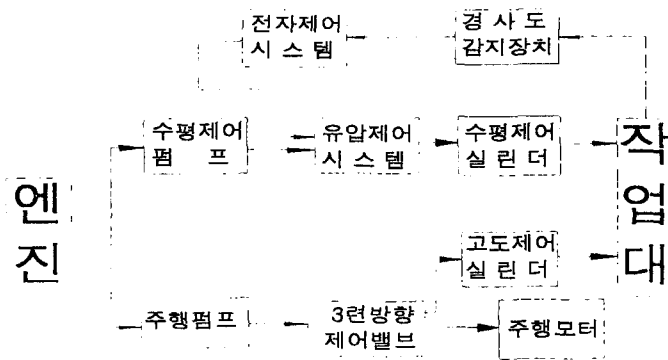 전자제어
시 스 템
경 사 도
감지장치
수평제어
펌 프
유압제어
시 스 템
수평제어
실 린 더
작
업
대
엔
진
고도제어
실 린 더
주행펌프
3련방향
제어밸브
주행모터